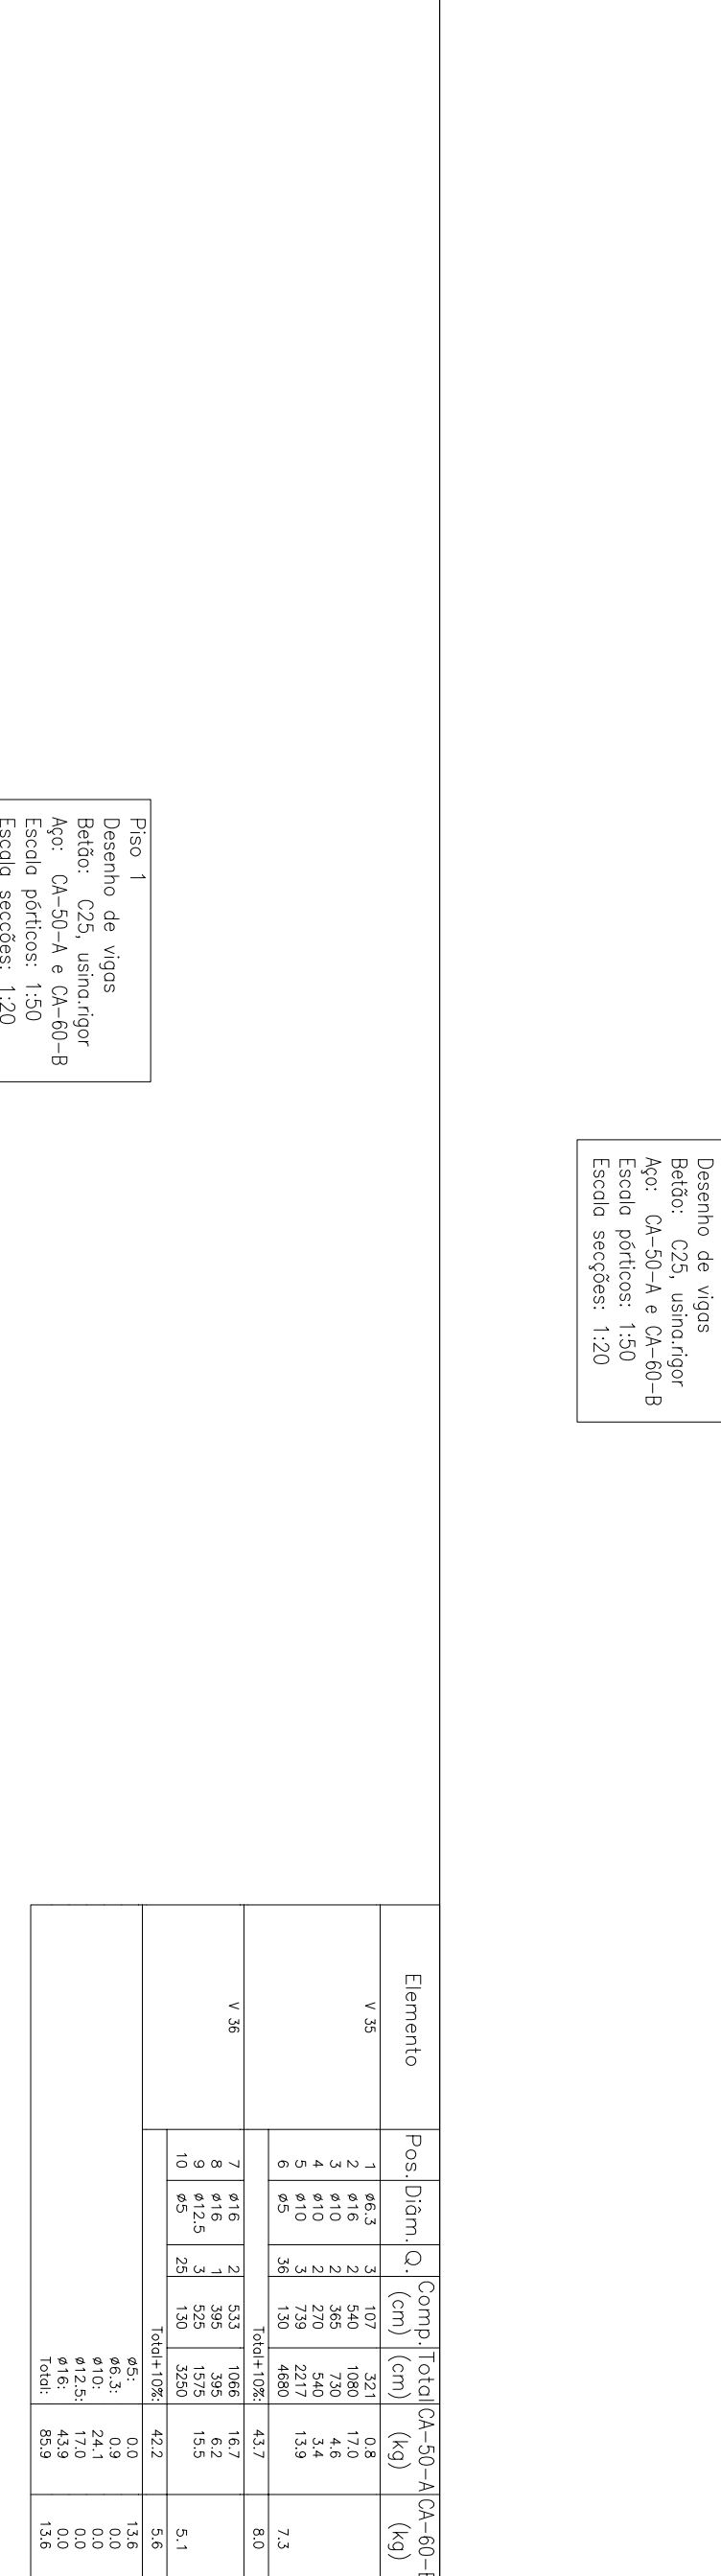 Desenho de vigas
Betão: C25, usina.rigor
Aço: CA-50-A e CA-60-B
Escala pórticos: 1:50
Escala secções: 1:20
Piso 1
Desenho de vigas
Betão: C25, usina.rigor
Aço: CA-50-A e CA-60-B
Escala pórticos: 1:50
Escala secções: 1:20
Elemento Pos. Diâm. Q. Comp. (cm) Total (cm) CA-50-A (kg) CA-60-B (kg)
V 35 1 ø6.3 3 107 321 0.8
2 ø16 2 540 1080 17.0
3 ø10 2 365 730 4.6
4 ø10 2 270 540 3.4
5 ø10 3 739 2217 13.9
6 ø5 36 130 4680 7.3
Total+10%: 43.7 8.0
V 36 7 ø16 2 533 1066 16.7
8 ø16 1 395 395 6.2
9 ø12.5 3 525 1575 15.5
10 ø5 25 130 3250 5.1
Total+10%: 42.2 5.6
ø5: 0.0 13.6
ø6.3: 0.9 0.0
ø10: 24.1 0.0
ø12.5: 17.0 0.0
ø16: 43.9 0.0
Total: 85.9 13.6